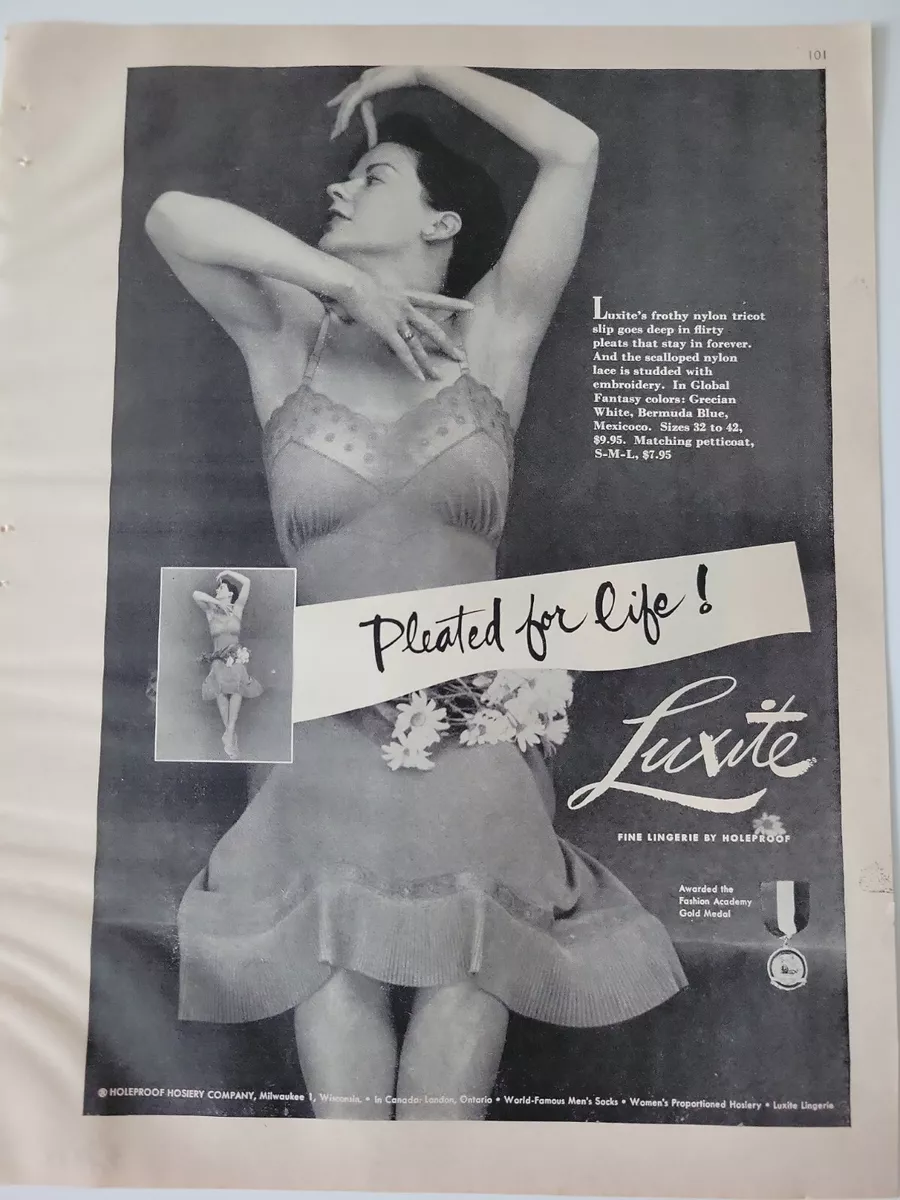 101
Luxite's frothy nylon tricot
slip goes deep in flirty
pleats that stay in forever.
And the scalloped nylon
lace is studded with
embroidery. In Global
Fantasy colors: Grecian
White, Bermuda Blue,
Mexicoco. Sizes 32 to 42,
$9.95. Matching petticoat,
S-M-L, $7.95
Pleated for life!
Luxite
FINE LINGERIE BY HOLEPROOF
Awarded the
Fashion Academy
Gold Medal
® HOLEPROOF HOSIERY COMPANY, Milwaukee 1, Wisconsin. • In Canada: London, Ontario • World-Famous Men's Socks • Women's Proportioned Hosiery • Luxite Lingerie